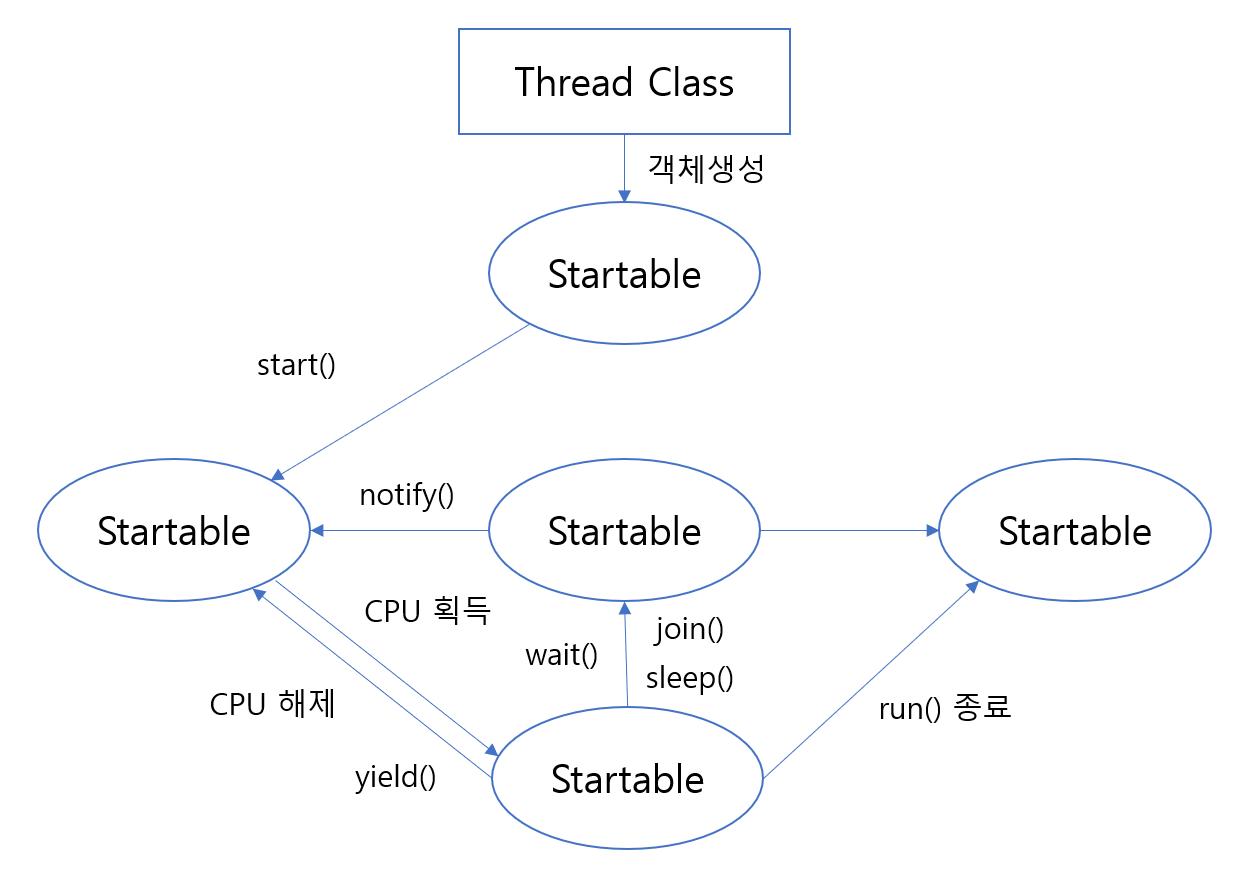 Thread Class
객체생성
Startable
start()
Startable
notify()
Startable
Startable
CPU 획득
join()
wait()
sleep()
CPU 해제
run() 종료
yield()
Startable